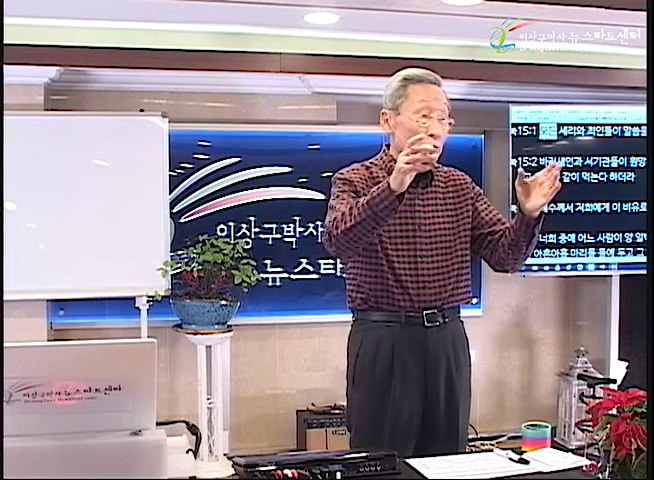 이상구박사 뉴스타트센터
15:1 모든 세리와 죄인들이 말씀을
15:2 바리새인과 서기관들이 원망
같이 먹는다 하더라
예수께서 저희에게 이 비유로
너희 중에 어느 사람이 양 일백
아흔아홉 마리를 들에 두고 그
이상구박사
뉴스타
이상구박사 뉴스타트센터